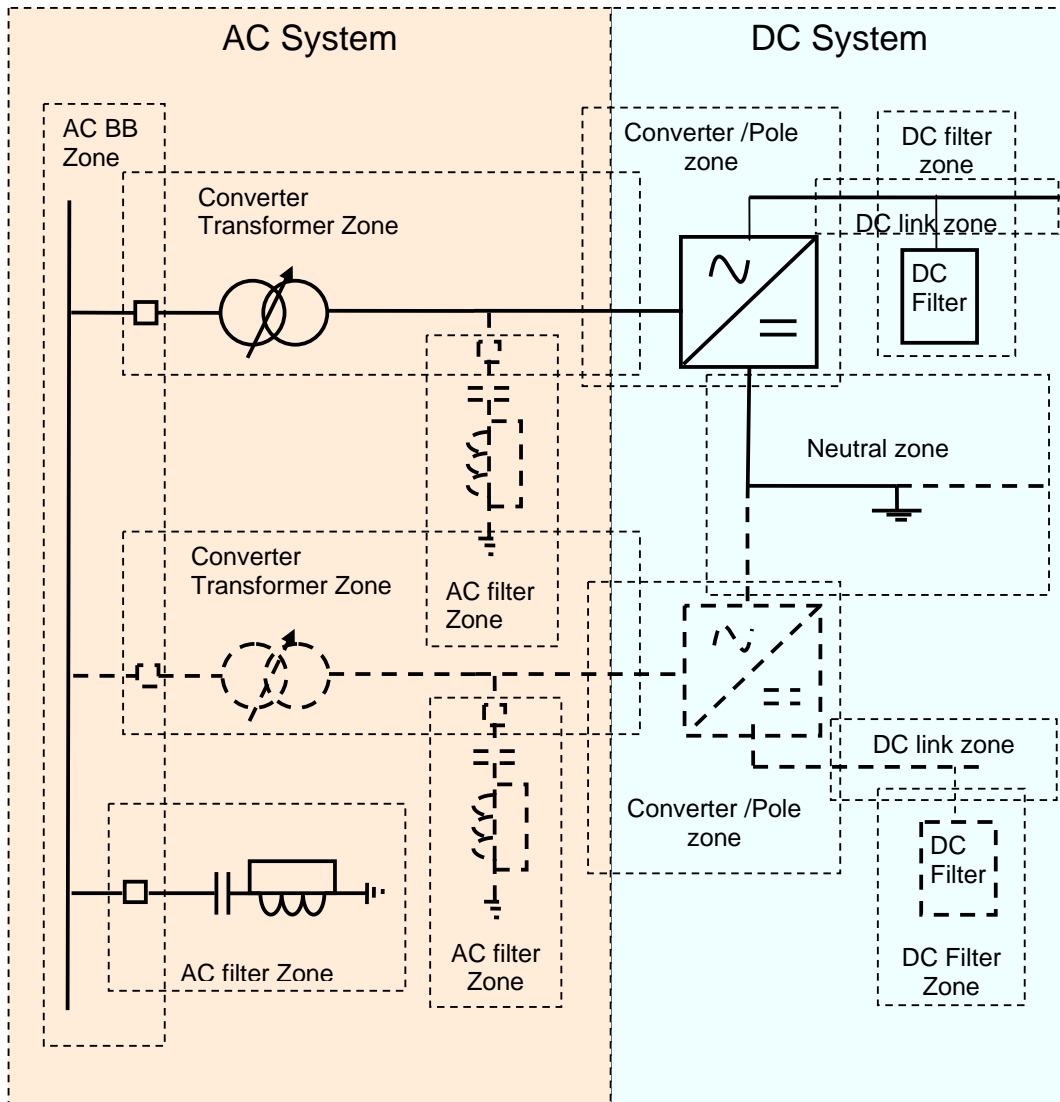 AC System
DC System
AC BB
Zone
Converter
Transformer Zone
Converter /Pole
zone
DC filter
zone
DC link zone
DC
Filter
Neutral zone
Converter
Transformer Zone
AC filter
Zone
DC link zone
Converter /Pole
zone
DC
Filter
AC filter Zone
AC filter
Zone
DC Filter
Zone